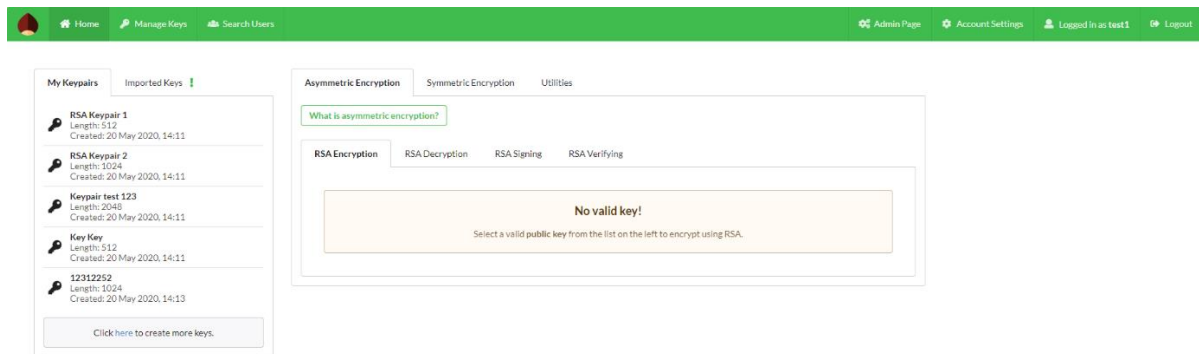 Home Manage Keys Search Users Admin Page Account Settings Logged in as test1 Logout
My Keypairs Imported Keys !
RSA Keypair 1
Length: 512
Created: 20 May 2020, 14:11
RSA Keypair 2
Length: 1024
Created: 20 May 2020, 14:11
Keypair test 123
Length: 2048
Created: 20 May 2020, 14:11
Key Key
Length: 512
Created: 20 May 2020, 14:11
12312252
Length: 1024
Created: 20 May 2020, 14:13
Click here to create more keys.
Asymmetric Encryption Symmetric Encryption Utilities
What is asymmetric encryption?
RSA Encryption RSA Decryption RSA Signing RSA Verifying
No valid key!
Select a valid public key from the list on the left to encrypt using RSA.